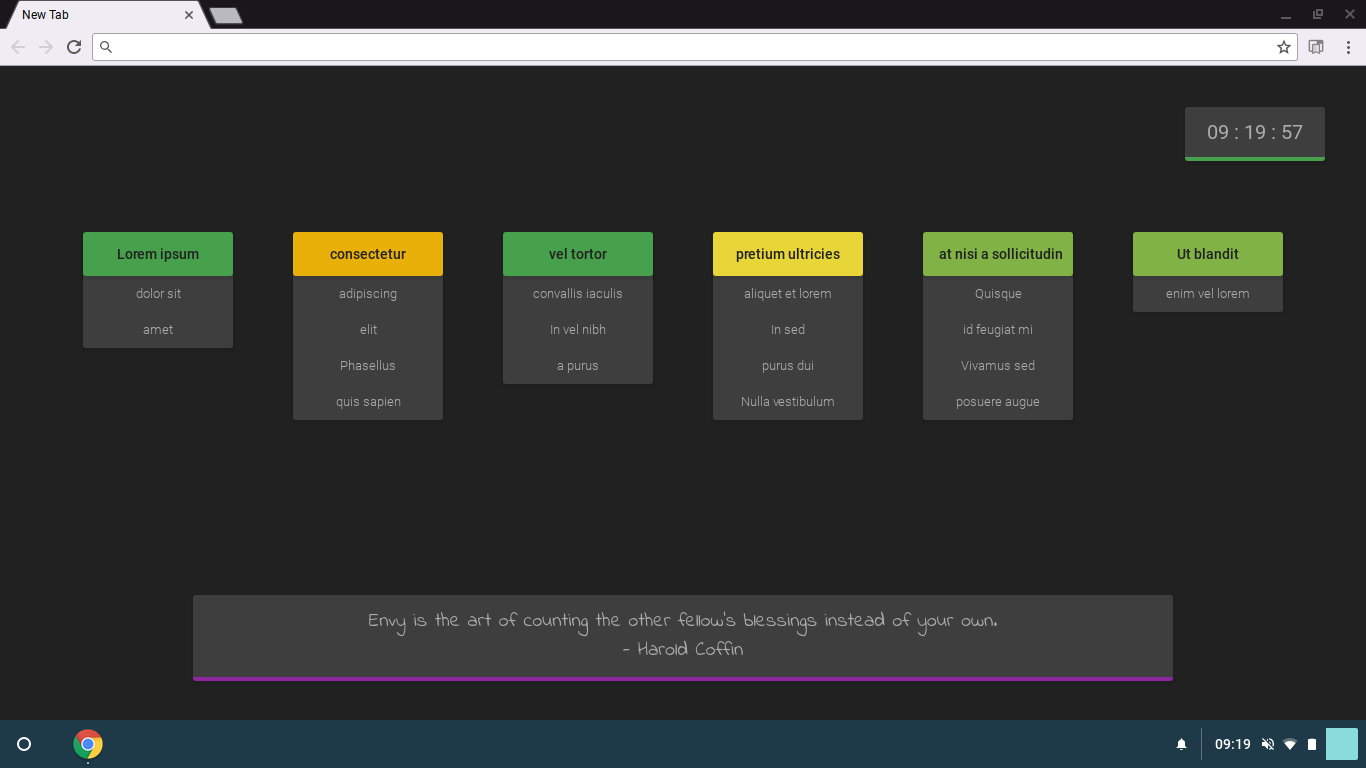 New Tab
09 : 19 : 57
Lorem ipsum
dolor sit
amet
consectetur
adipiscing
elit
Phasellus
quis sapien
vel tortor
convallis iaculis
In vel nibh
a purus
pretium ultricies
aliquet et lorem
In sed
purus dui
Nulla vestibulum
at nisi a sollicitudin
Quisque
id feugiat mi
Vivamus sed
posuere augue
Ut blandit
enim vel lorem
Envy is the art of counting the other fellow's blessings instead of your own.
- Harold Coffin
09:19